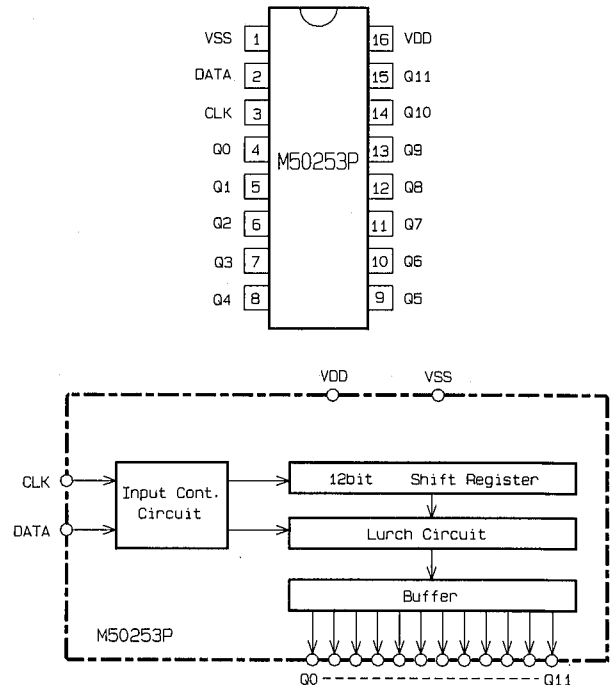 VSS 1 16 VDD
DATA 2 15 Q11
CLK 3 14 Q10
Q0 4 13 Q9
M50253P
Q1 5 12 Q8
Q2 6 11 Q7
Q3 7 10 Q6
Q4 8 9 Q5
VDD VSS
CLK
DATA
Input Cont.
Circuit
12bit Shift Register
Lurch Circuit
Buffer
M50253P
Q0 Q11